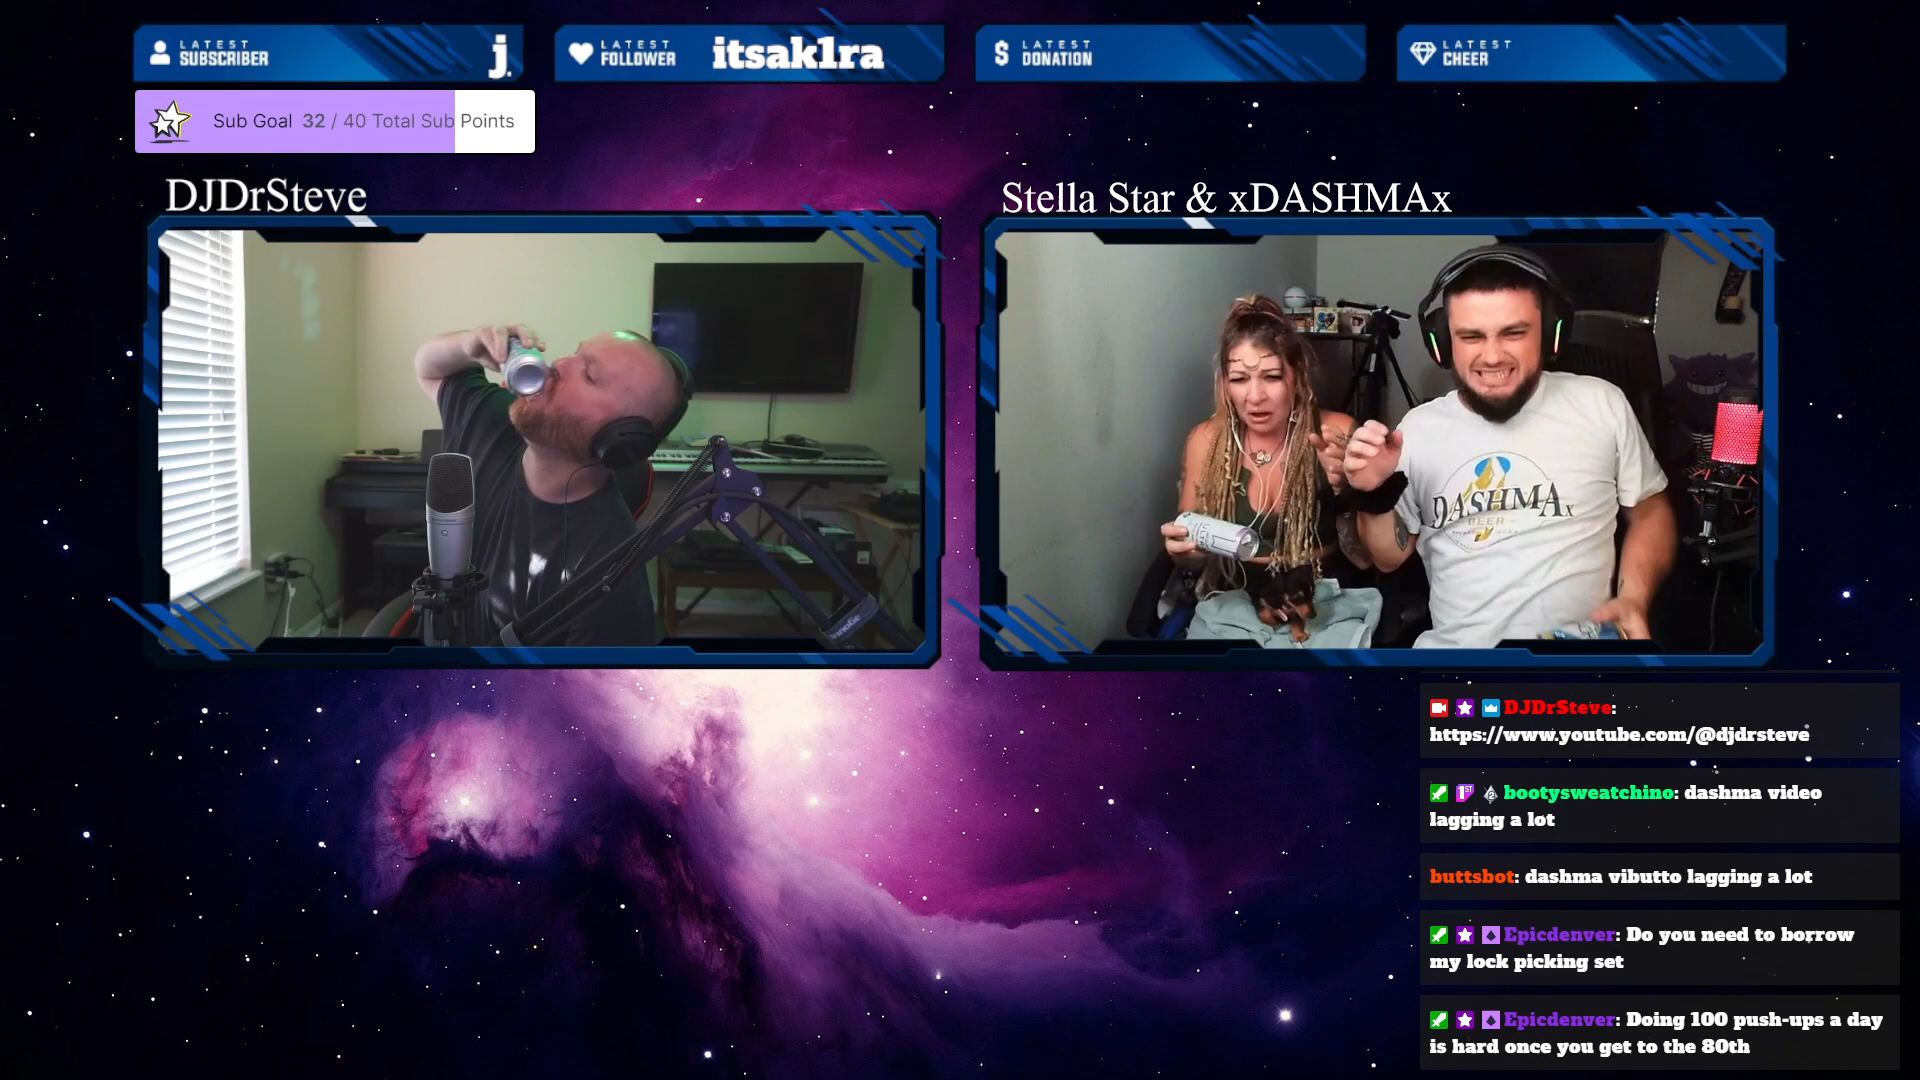 LATEST
SUBSCRIBER
j.
LATEST
FOLLOWER
itsak1ra
LATEST
DONATION
LATEST
CHEER
Sub Goal 32 / 40 Total Sub Points
DJDrSteve
Stella Star & xDASHMAx
DASHMAx
BEER
Innogie
DJDrSteve:
https://www.youtube.com/@djdrsteve
bootysweatchino: dashma video
lagging a lot
buttsbot: dashma vibutto lagging a lot
Epicdenver: Do you need to borrow
my lock picking set
Epicdenver: Doing 100 push-ups a day
is hard once you get to the 80th